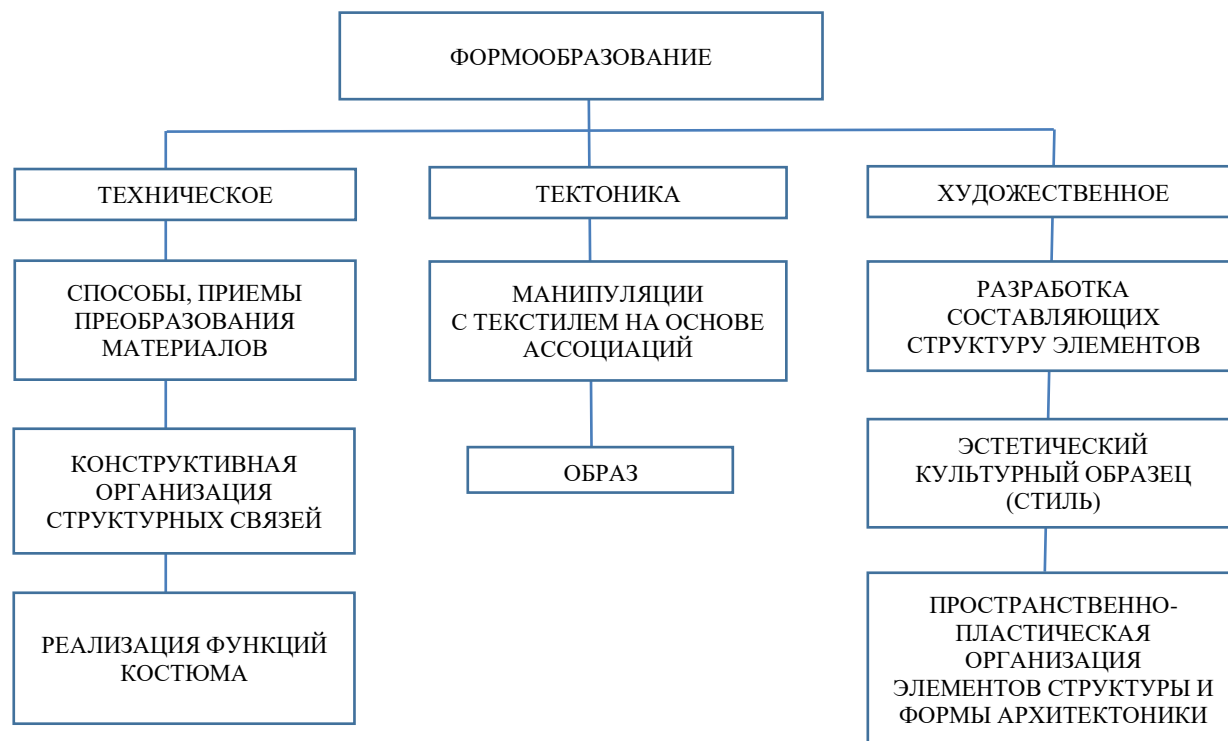 ФОРМООБРАЗОВАНИЕ
ТЕХНИЧЕСКОЕ
ТЕКТОНИКА
ХУДОЖЕСТВЕННОЕ
СПОСОБЫ, ПРИЕМЫ
ПРЕОБРАЗОВАНИЯ
МАТЕРИАЛОВ
МАНИПУЛЯЦИИ
С ТЕКСТИЛЕМ НА ОСНОВЕ
АССОЦИАЦИЙ
РАЗРАБОТКА
СОСТАВЛЯЮЩИХ
СТРУКТУРУ ЭЛЕМЕНТОВ
КОНСТРУКТИВНАЯ
ОРГАНИЗАЦИЯ
СТРУКТУРНЫХ СВЯЗЕЙ
ОБРАЗ
ЭСТЕТИЧЕСКИЙ
КУЛЬТУРНЫЙ ОБРАЗЕЦ
(СТИЛЬ)
РЕАЛИЗАЦИЯ ФУНКЦИЙ
КОСТЮМА
ПРОСТРАНСТВЕННО-
ПЛАСТИЧЕСКАЯ
ОРГАНИЗАЦИЯ
ЭЛЕМЕНТОВ СТРУКТУРЫ И
ФОРМЫ АРХИТЕКТОНИКИ